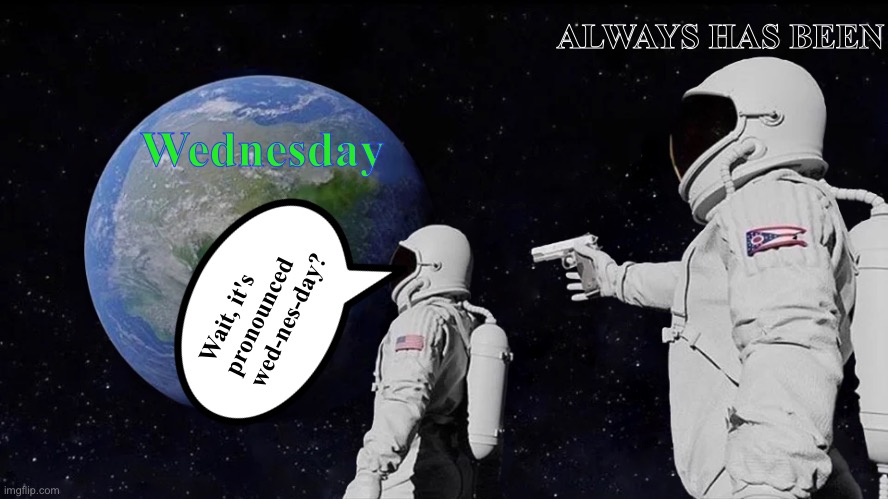 ALWAYS HAS BEEN
Wednesday
Wait, it's
pronounced
wed-nes-day?
imgflip.com